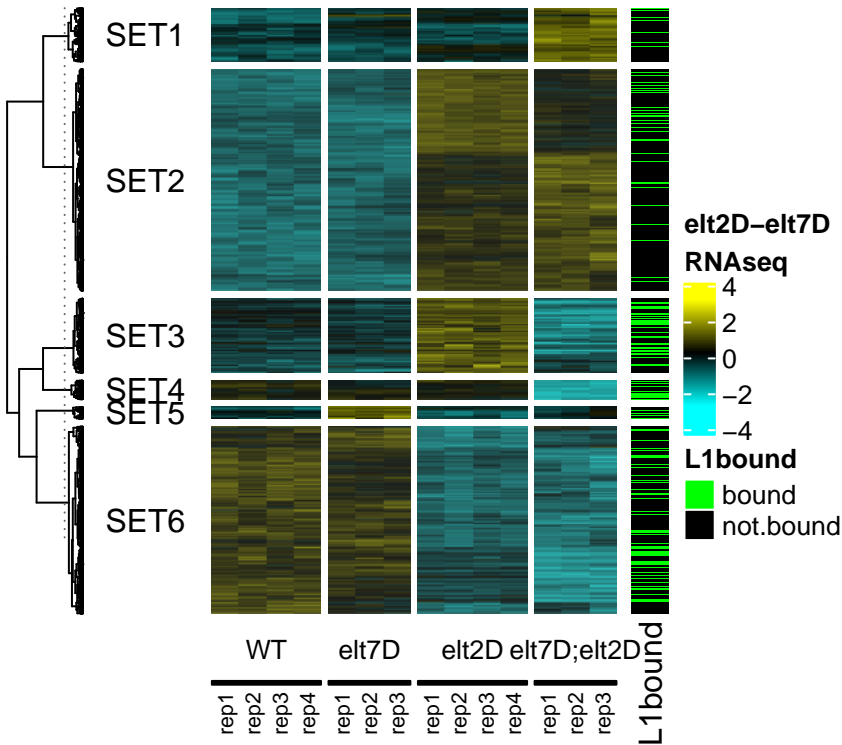 SET1
SET2
SET3
SET4
SET5
SET6
elt2D−elt7D
RNAseq
4
2
0
−2
−4
L1bound
bound
not.bound
WT
elt7D
elt2D
elt7D;elt2D
rep1
rep2
rep3
rep4
rep1
rep2
rep3
rep1
rep2
rep3
rep4
rep1
rep2
rep3
L1bound